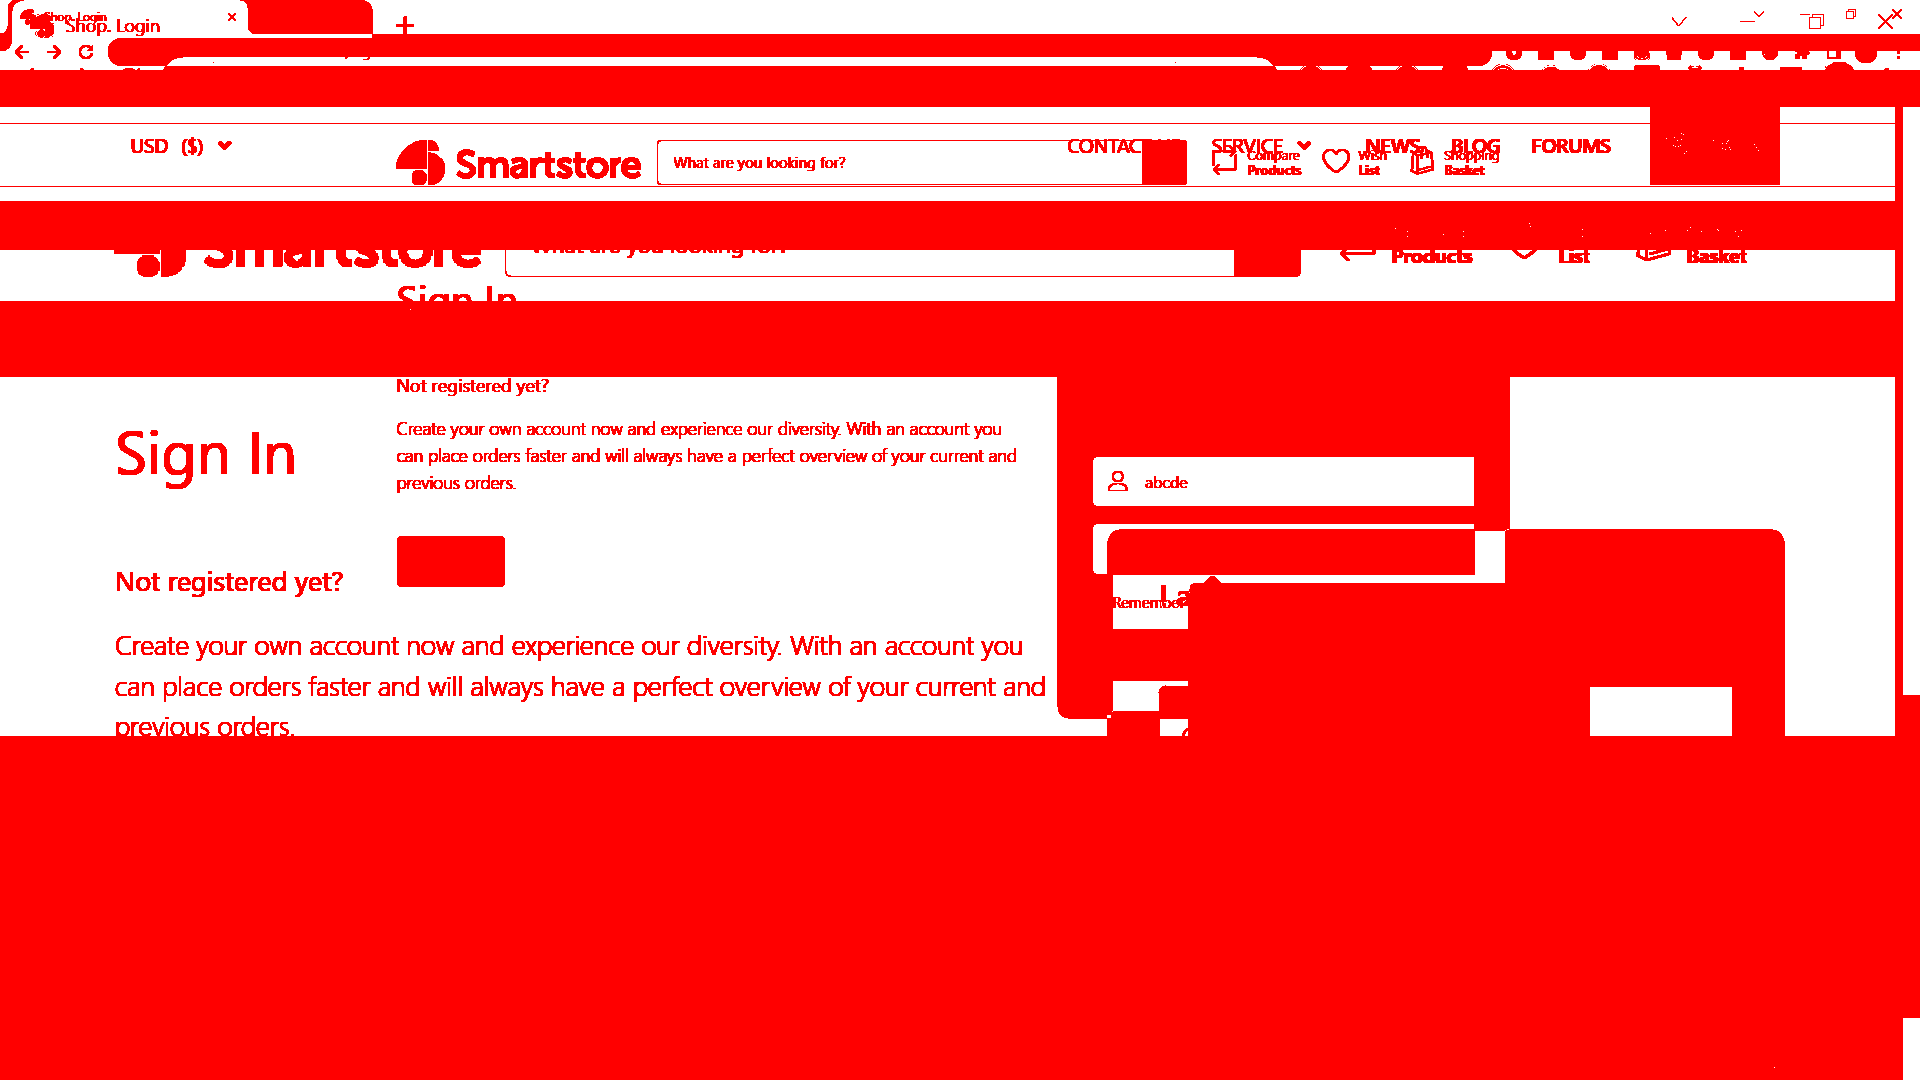 Shop. Login
Shop. Login
USD ($)
CONTACT
SERVICE
NEWS
BLOG
FORUMS
Smartstore
What are you looking for?
Compare
Products
Wish
List
Shopping
Basket
Smartstore
What are you looking for?
Products
List
Basket
Sign In
Not registered yet?
Create your own account now and experience our diversity. With an account you
can place orders faster and will always have a perfect overview of your current and
previous orders.
Sign In
abcde
Not registered yet?
Remember
Create your own account now and experience our diversity. With an account you
can place orders faster and will always have a perfect overview of your current and
previous orders.